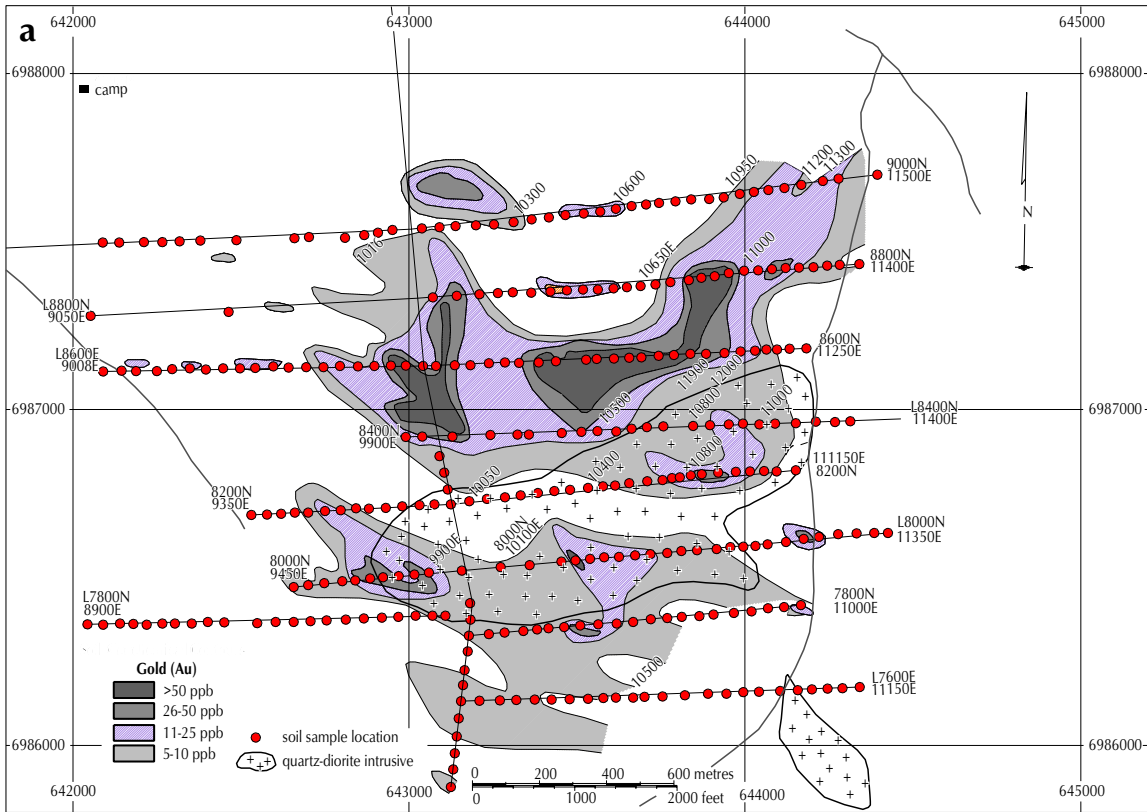 642000 643000 644000 645000
a
6988000 6988000
camp
11200
11300
10950
9000N
11500E
10600
10300
N
1016
10650E
11000
8800N
11400E
L8800N
9050E
8600N
11250E
L8600E
9008E
11900
12000
10800
11000
10300
6987000 6987000
L8400N
11400E
8400N
9900E
10800
111150E
8200N
10400
10050
8200N
9350E
8000N
10100E
L8000N
11350E
9900E
8000N
9450E
L7800N
8900E
7800N
11000E
10500
L7600E
11150E
Gold (Au)
>50 ppb
26-50 ppb
11-25 ppb
5-10 ppb
soil sample location
quartz-diorite intrusive
6986000 6986000
0 200 400 600 metres
0 1000 2000 feet
642000 643000 644000 645000